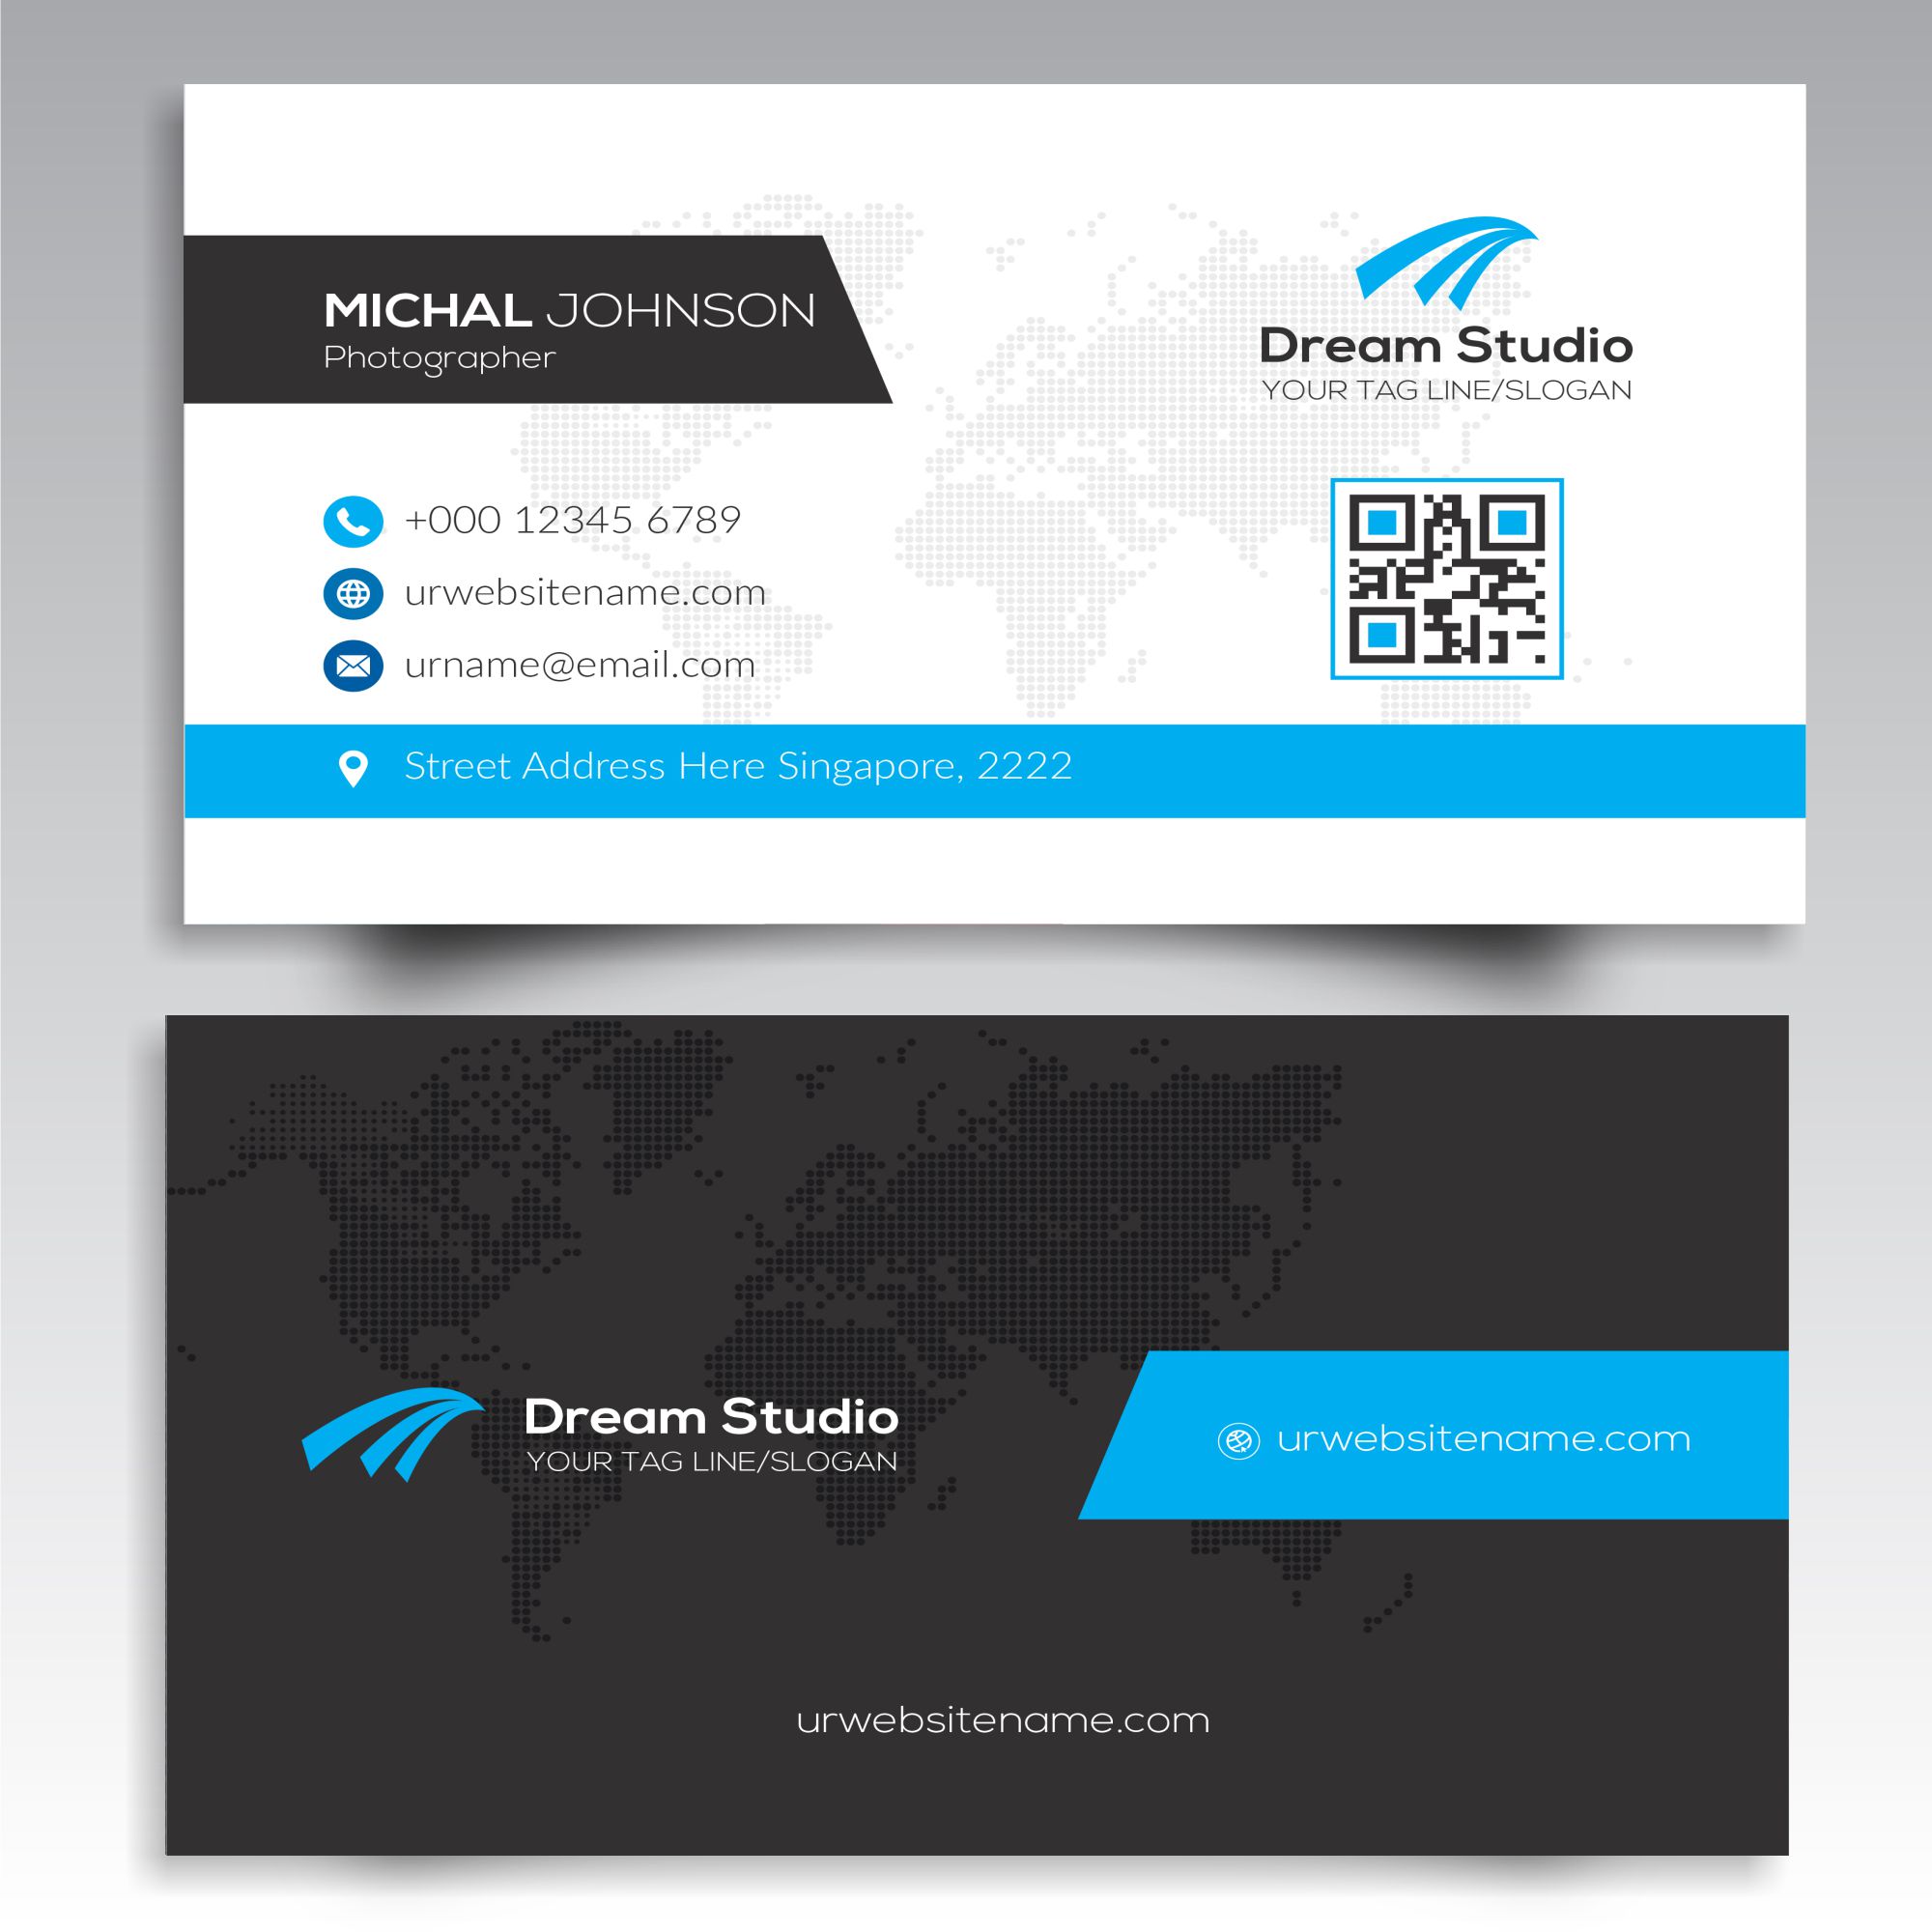 MICHAL JOHNSON
Photographer
Dream Studio
YOUR TAG LINE/SLOGAN
+000 12345 6789
urwebsitename.com
urname@email.com
Street Address Here Singapore, 2222
Dream Studio
YOUR TAG LINE/SLOGAN
urwebsitename.com
urwebsitename.com